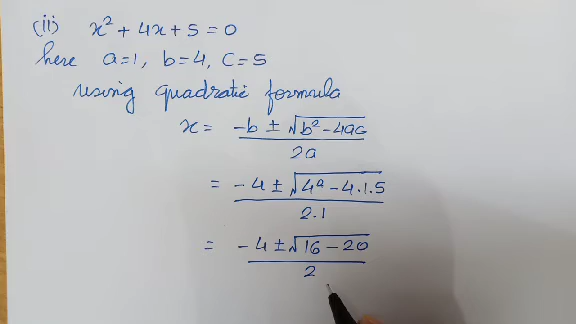 (ii) x² + 4x + 5 = 0
here a=1, b=4, c=5
using quadratic formula
x = -b ± √b² - 4ac / 2a
= -4 ± √4² - 4.1.5 / 2.1
= -4 ± √16 - 20 / 2